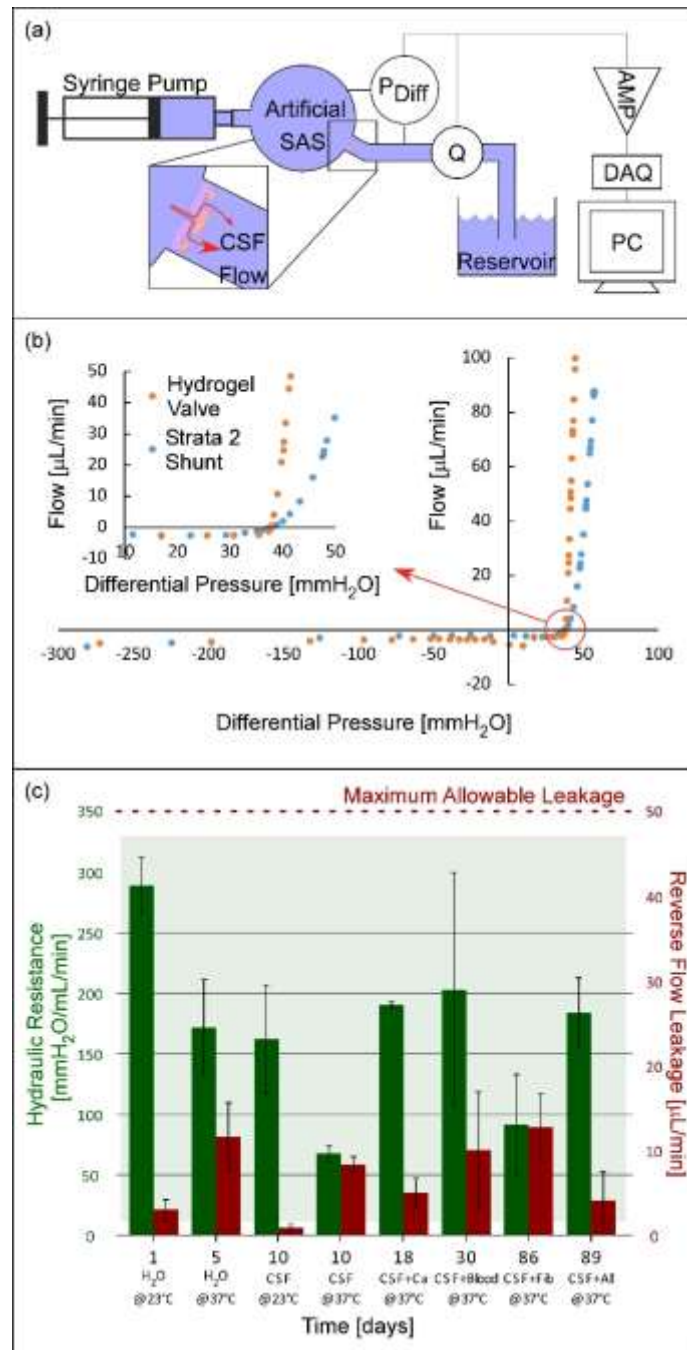 (a)
Syringe Pump
Artificial
SAS
P_Diff
Q
AMP
DAQ
PC
CSF
Flow
Reservoir
(b)
50
40
30
20
10
0
-10
Flow [µL/min]
Hydrogel
Valve
Strata 2
Shunt
10 20 30 40 50
Differential Pressure [mmH₂O]
100
80
60
40
20
-20
Flow [µL/min]
-300 -250 -200 -150 -100 -50 50 100
Differential Pressure [mmH₂O]
(c)
Maximum Allowable Leakage
350
300
250
200
150
100
50
0
Hydraulic Resistance
[mmH₂O/mL/min]
50
40
30
20
10
0
Reverse Flow Leakage
[µL/min]
1 5 10 10 18 30 86 89
H₂O H₂O CSF CSF CSF+Ca CSF+Blood CSF+Fib CSF+All
@23°C @37°C @23°C @37°C @37°C @37°C @37°C @37°C
Time [days]